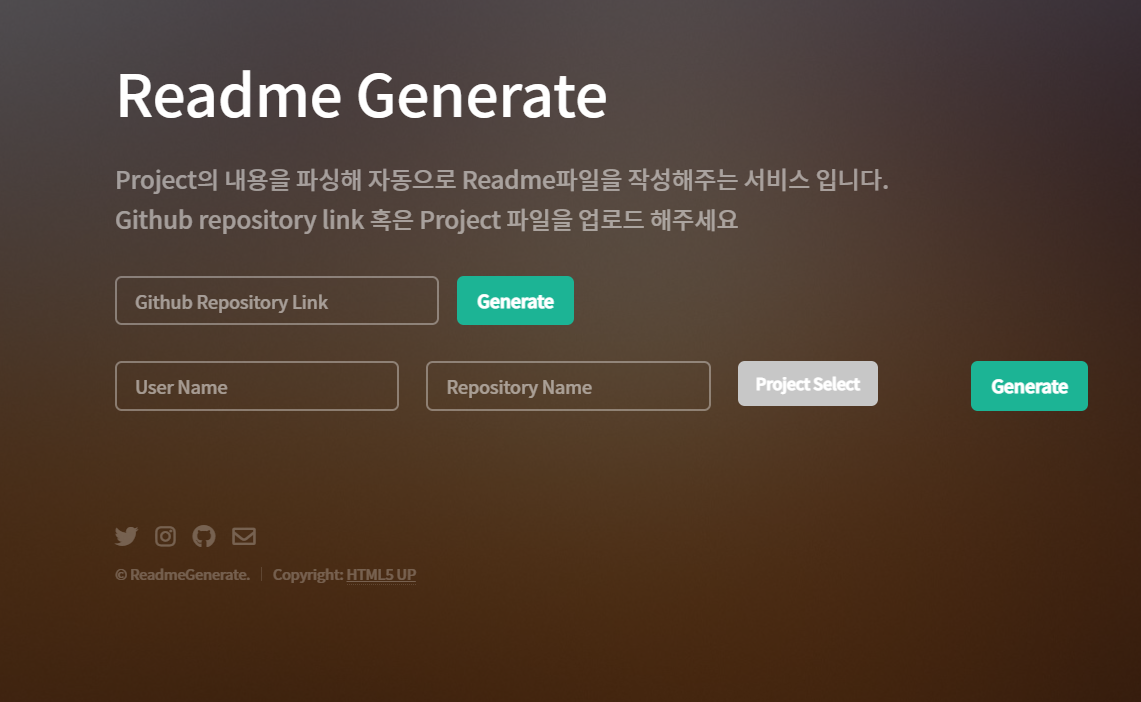 Readme Generate
Project의 내용을 파싱해 자동으로 Readme파일을 작성해주는 서비스 입니다.
Github repository link 혹은 Project 파일을 업로드 해주세요
Github Repository Link Generate
User Name Repository Name Project Select Generate
© ReadmeGenerate. Copyright: HTML5 UP